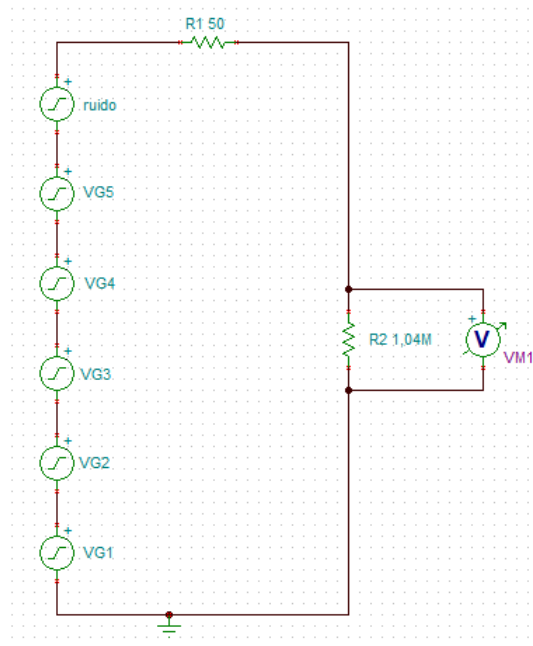 R1 50
+
ruido
+
VG5
+
VG4
+
VG3
+
VG2
+
VG1
R2 1,04M
+
V
VM1